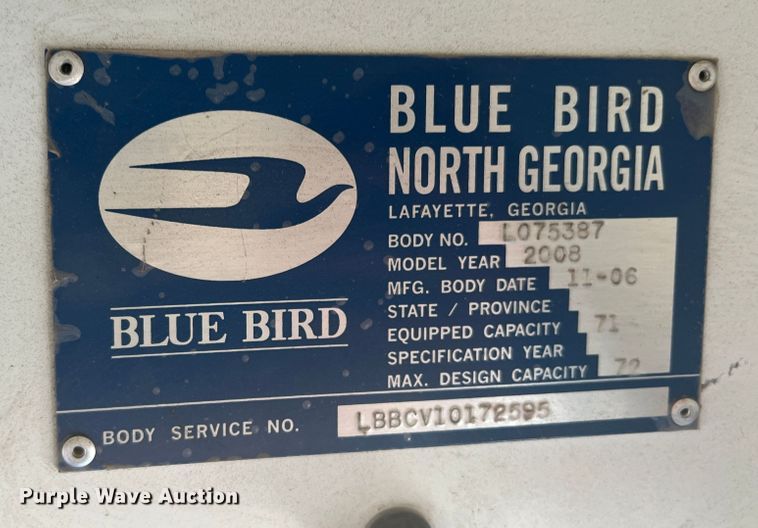 BLUE BIRD
NORTH GEORGIA
LAFAYETTE, GEORGIA
BODY NO. L075387
MODEL YEAR 2008
MFG. BODY DATE 11-06
STATE / PROVINCE
EQUIPPED CAPACITY 71
SPECIFICATION YEAR
MAX. DESIGN CAPACITY 72
BLUE BIRD
BODY SERVICE NO. LBBCV10172595
Purple Wave Auction